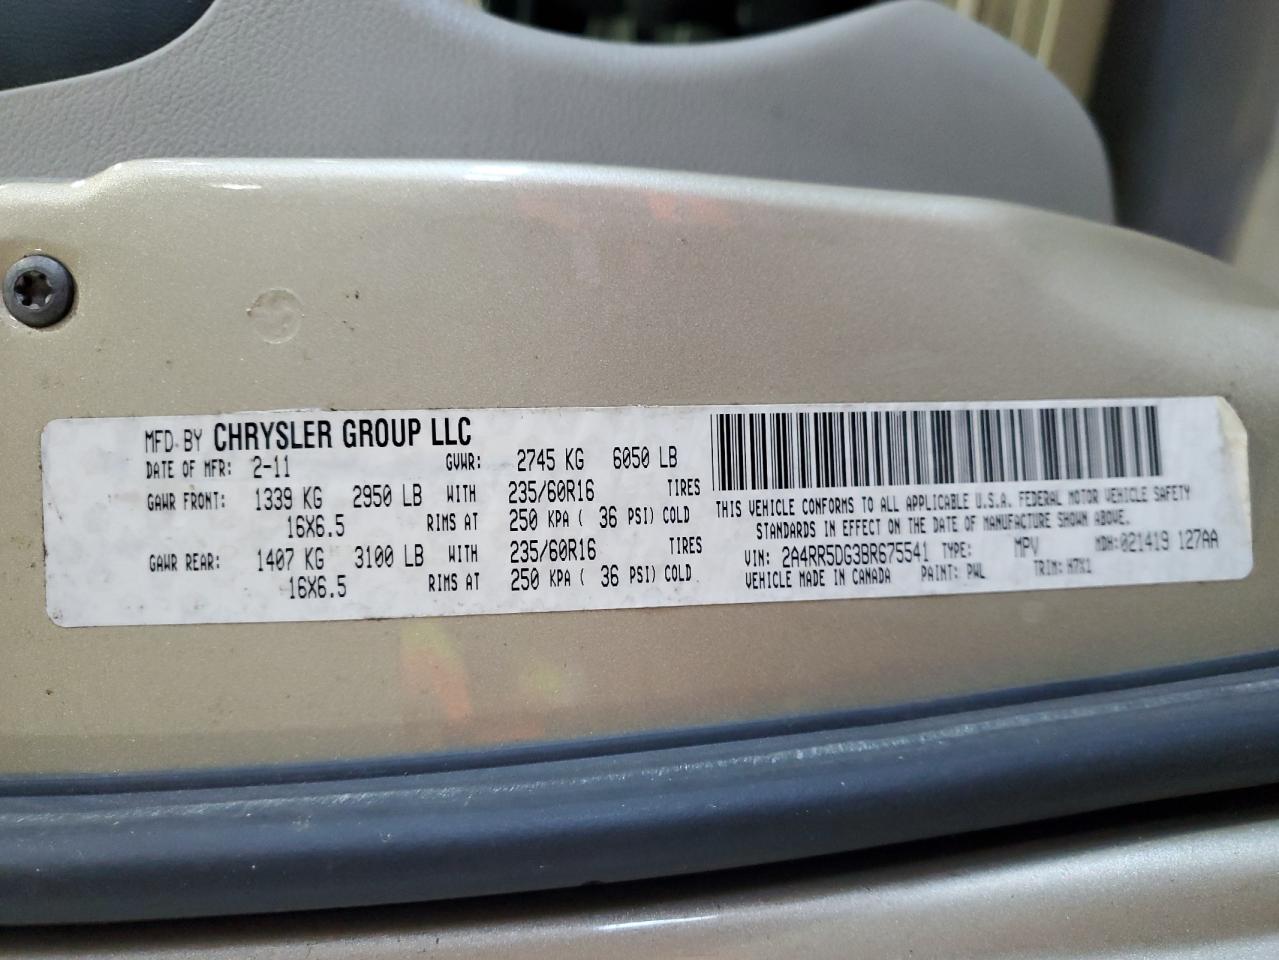 MFD BY CHRYSLER GROUP LLC
DATE OF MFR: 2-11 GVWR: 2745 KG 6050 LB
GAWR FRONT: 1339 KG 2950 LB WITH 235/60R16 TIRES
16X6.5 RIMS AT 250 KPA ( 36 PSI) COLD
GAWR REAR: 1407 KG 3100 LB WITH 235/60R16 TIRES
16X6.5 RIMS AT 250 KPA ( 36 PSI) COLD
THIS VEHICLE CONFORMS TO ALL APPLICABLE U.S.A. FEDERAL MOTOR VEHICLE SAFETY
STANDARDS IN EFFECT ON THE DATE OF MANUFACTURE SHOWN ABOVE.
VIN: 2A4RR5DG3BR675541 TYPE: MPV MDH:021419 127AA
VEHICLE MADE IN CANADA PAINT: PWL TRIM: H7X1